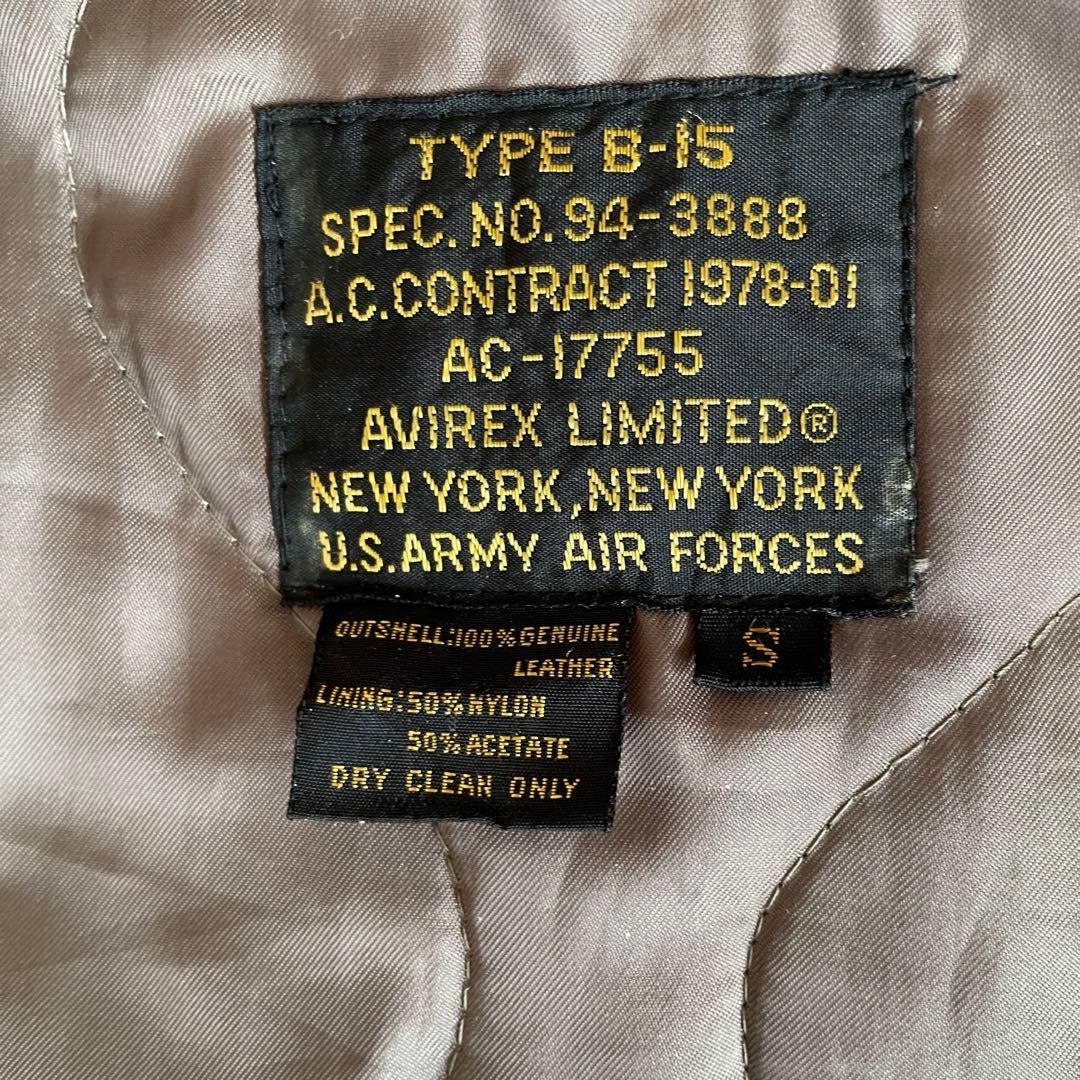 TYPE B-15
SPEC. NO. 94-3888
A.C. CONTRACT 1978-01
AC-17755
AVIREX LIMITED®
NEW YORK, NEW YORK
U.S. ARMY AIR FORCES
OUTSHELL:100%GENUINE
LEATHER
LINING:50%NYLON
50%ACETATE
DRY CLEAN ONLY
S